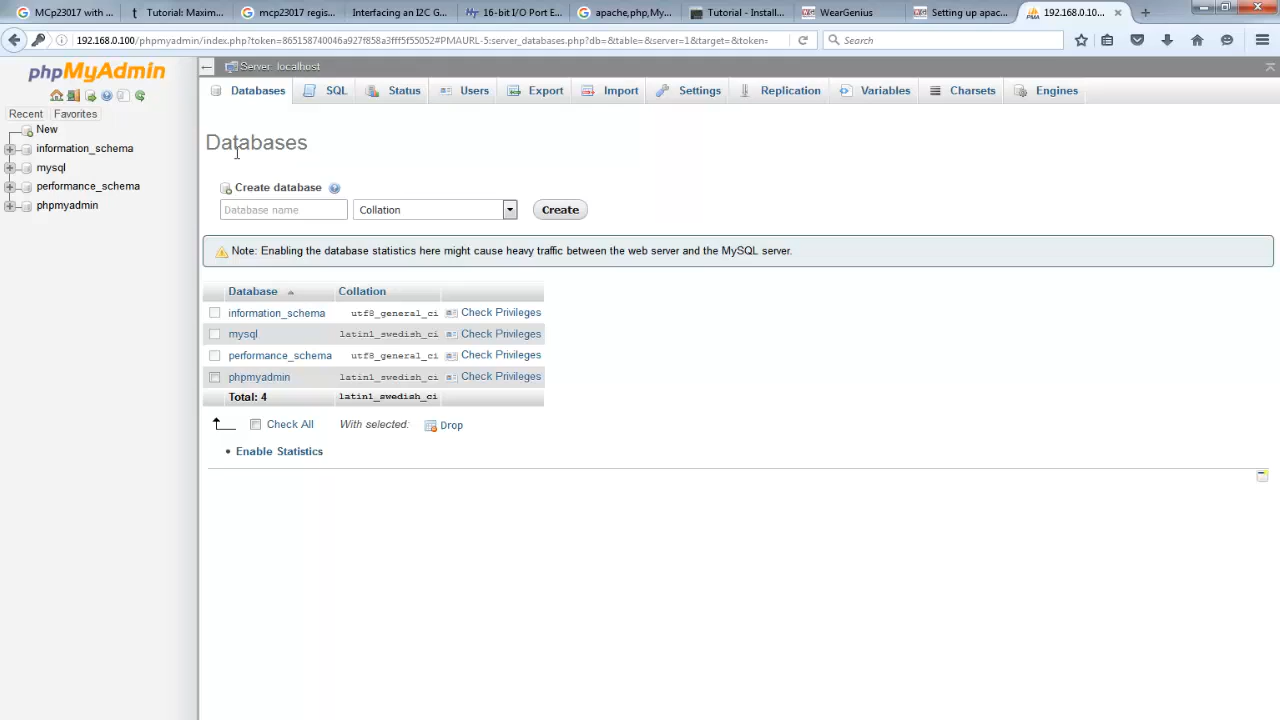 MCp23017 with ...
Tutorial: Maxim...
mcp23017 regis...
Interfacing an I2C G...
16-bit I/O Port E...
apache,php,My...
Tutorial - Install...
WearGenius
Setting up apac...
192.168.0.10...
192.168.0.100/phpmyadmin/index.php?token=865158740046a927f858a3fff5f55052#PMAURL-5:server_databases.php?db=&table=&server=1&target=&token=
Search
phpMyAdmin
Server: localhost
Databases
SQL
Status
Users
Export
Import
Settings
Replication
Variables
Charsets
Engines
Recent
Favorites
New
information_schema
mysql
performance_schema
phpmyadmin
Databases
Create database
Database name
Collation
Create
Note: Enabling the database statistics here might cause heavy traffic between the web server and the MySQL server.
Database Collation
information_schema utf8_general_ci Check Privileges
mysql latin1_swedish_ci Check Privileges
performance_schema utf8_general_ci Check Privileges
phpmyadmin latin1_swedish_ci Check Privileges
Total: 4 latin1_swedish_ci
Check All With selected: Drop
• Enable Statistics